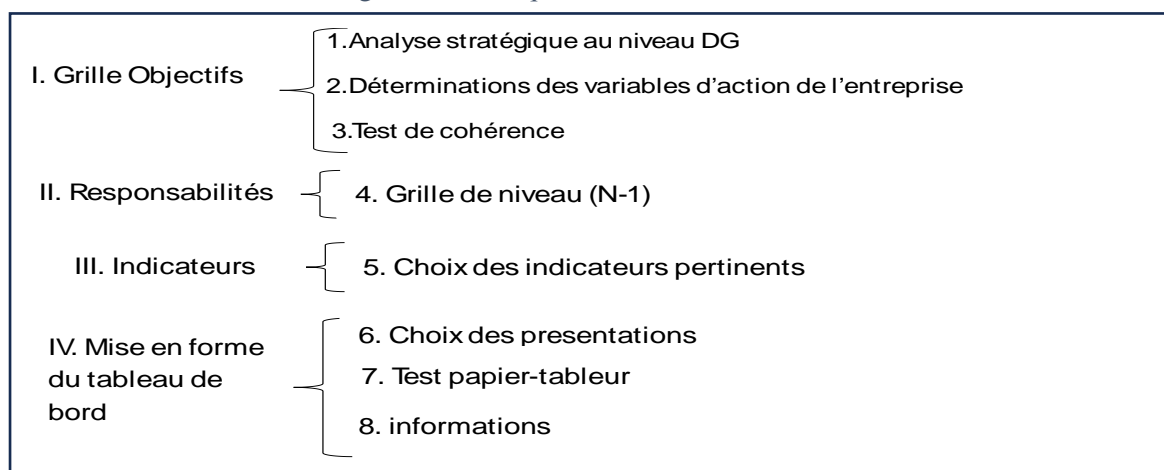 1.Analyse stratégique au niveau DG
I. Grille Objectifs
2.Déterminations des variables d'action de l'entreprise
3.Test de cohérence
II. Responsabilités
4. Grille de niveau (N-1)
III. Indicateurs
5. Choix des indicateurs pertinents
IV. Mise en forme
du tableau de
bord
6. Choix des presentations
7. Test papier-tableur
8. informations